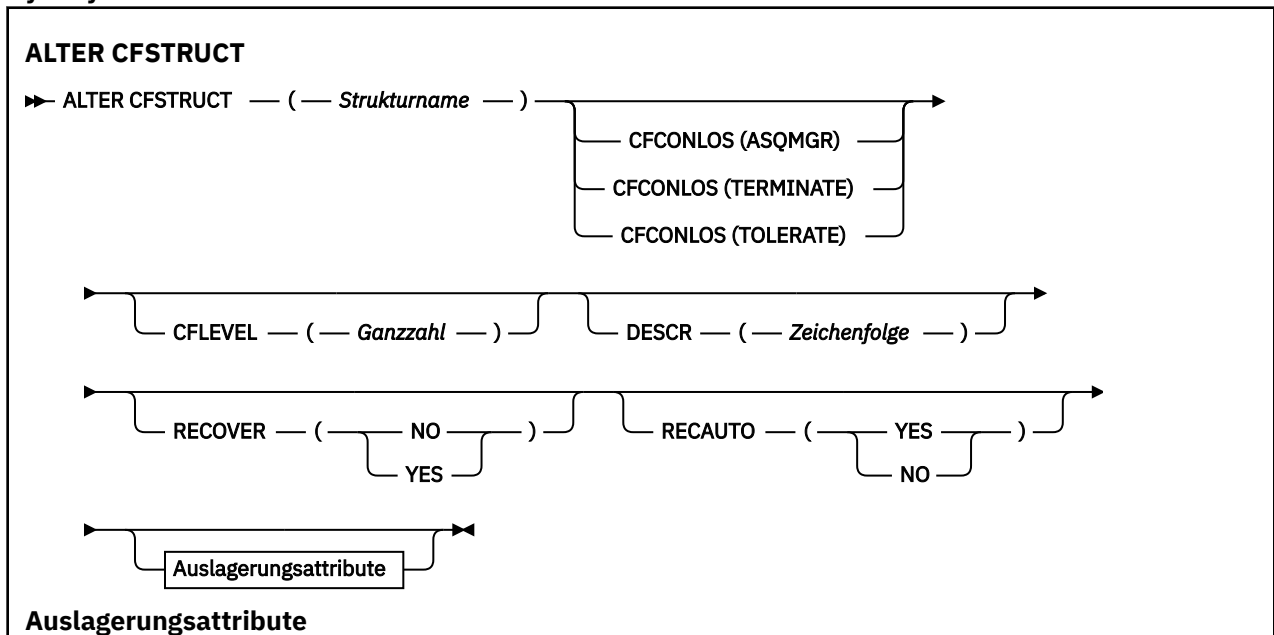 ALTER CFSTRUCT
ALTER CFSTRUCT ( Strukturname )
CFCONLOS (ASQMGR)
CFCONLOS (TERMINATE)
CFCONLOS (TOLERATE)
CFLEVEL ( Ganzzahl ) DESCR ( Zeichenfolge )
RECOVER ( NO ) RECAUTO ( YES )
YES NO
Auslagerungsattribute
Auslagerungsattribute